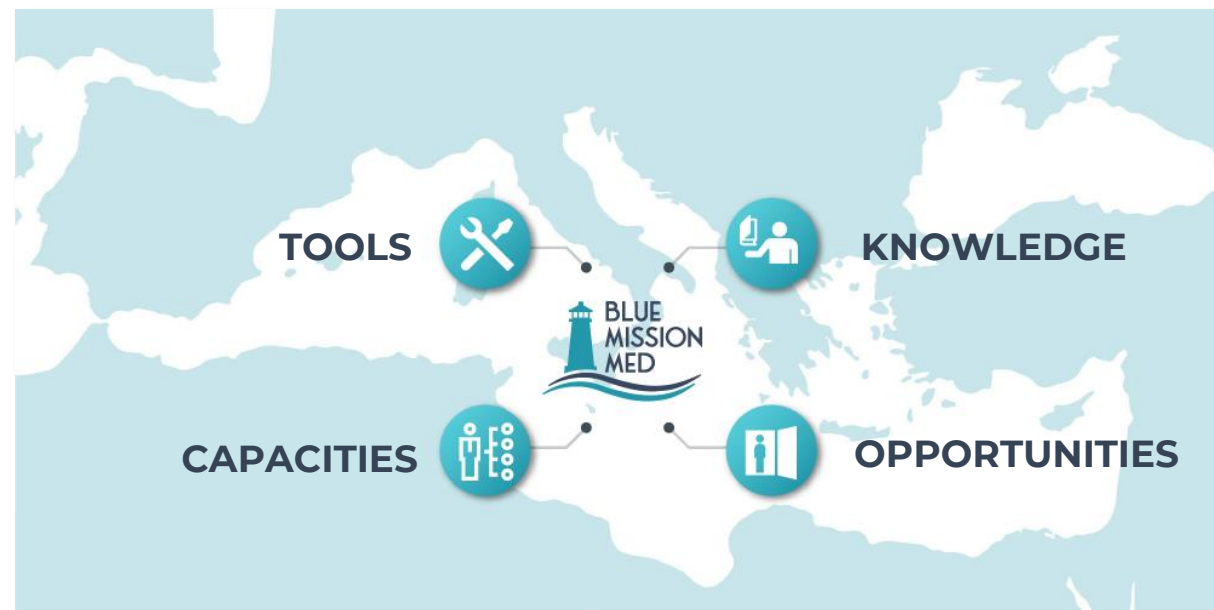 TOOLS
KNOWLEDGE
BLUE
MISSION
MED
CAPACITIES
OPPORTUNITIES